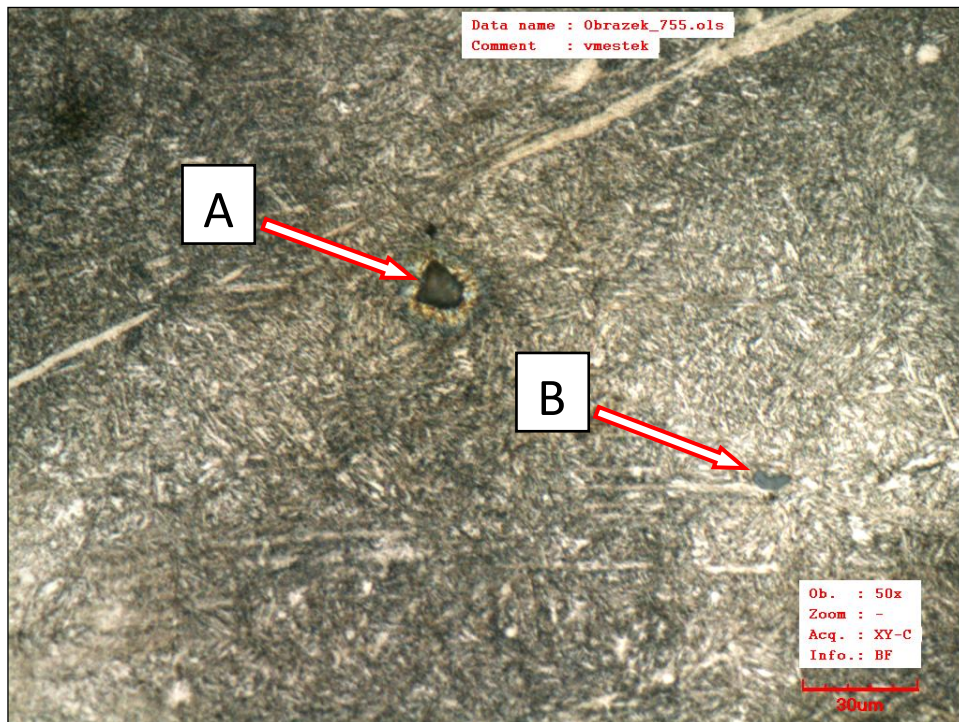 Data name : Obrazek_755.ols
Comment : vmestek
A
B
Ob. : 50x
Zoom : -
Acq. : XY-C
Info.: BF
30um